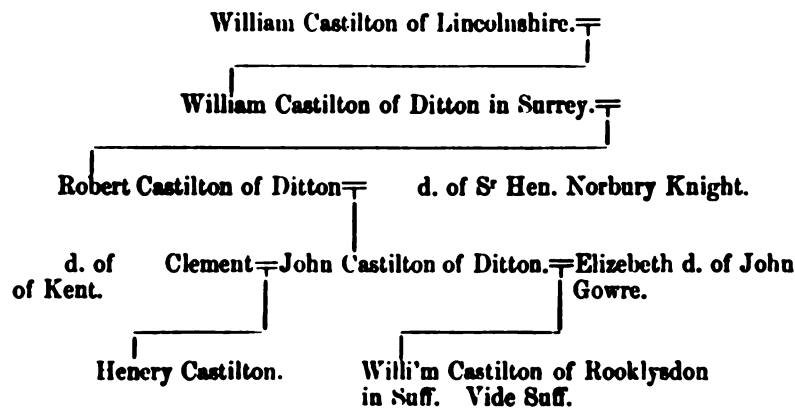 William Castilton of Lincolnshire.
William Castilton of Ditton in Surrey.
Robert Castilton of Ditton d. of Sr Hen. Norbury Knight.
d. of Clement John Castilton of Ditton. Elizebeth d. of John
of Kent. Gowre.
Henery Castilton. Willi'm Castilton of Rooklysdon
in Suff. Vide Suff.